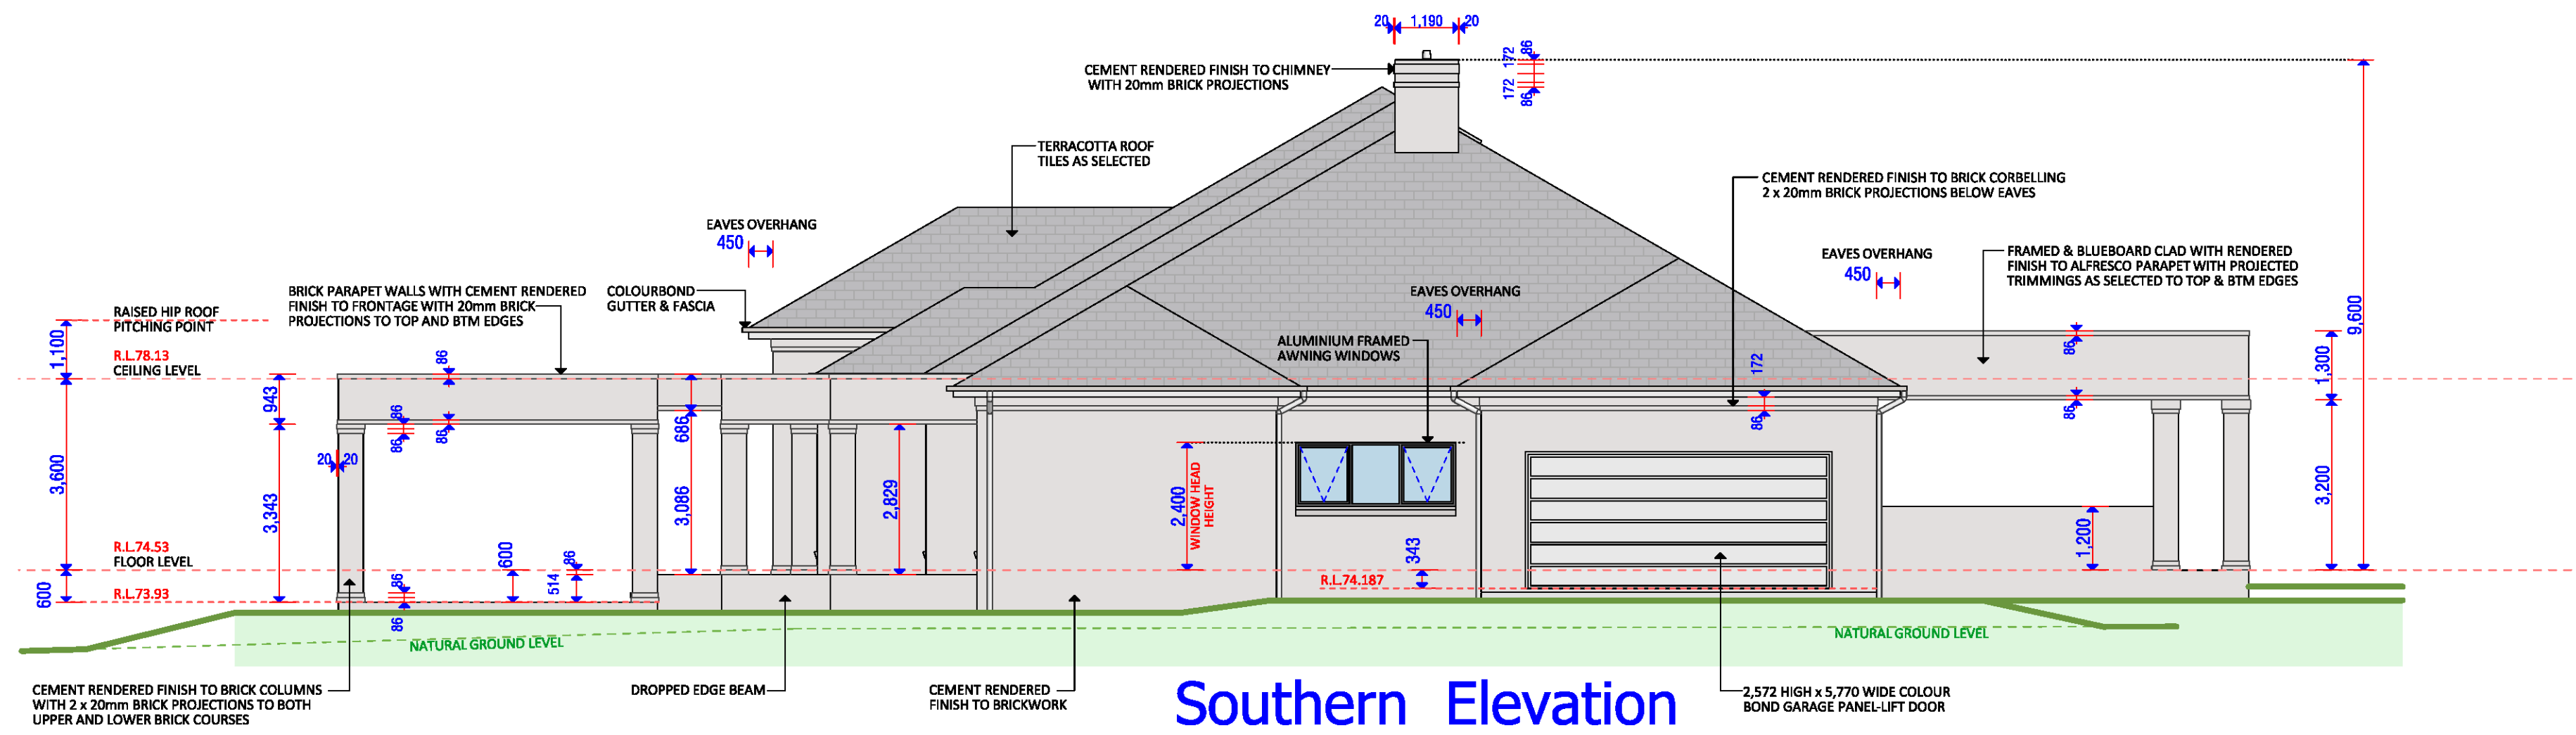 20 1,190 20
172 86
172 86
CEMENT RENDERED FINISH TO CHIMNEY
WITH 20mm BRICK PROJECTIONS
TERRACOTTA ROOF
TILES AS SELECTED
CEMENT RENDERED FINISH TO BRICK CORBELLING
2 x 20mm BRICK PROJECTIONS BELOW EAVES
EAVES OVERHANG
450
EAVES OVERHANG
450
FRAMED & BLUEBOARD CLAD WITH RENDERED
FINISH TO ALFRESCO PARAPET WITH PROJECTED
TRIMMINGS AS SELECTED TO TOP & BTM EDGES
BRICK PARAPET WALLS WITH CEMENT RENDERED
FINISH TO FRONTAGE WITH 20mm BRICK
PROJECTIONS TO TOP AND BTM EDGES
COLOURBOND
GUTTER & FASCIA
EAVES OVERHANG
450
RAISED HIP ROOF
PITCHING POINT
1,100
R.L.78.13
CEILING LEVEL
ALUMINIUM FRAMED
AWNING WINDOWS
9,600
86
943
86
86
86
86
686
172
86
86
86
1,300
20 20
3,600
3,343
3,086
2,829
2,400
WINDOW HEAD
HEIGHT
3,200
1,200
R.L.74.53
FLOOR LEVEL
600
86
514
343
R.L.74.187
600
R.L.73.93
86
86
NATURAL GROUND LEVEL
NATURAL GROUND LEVEL
CEMENT RENDERED FINISH TO BRICK COLUMNS
WITH 2 x 20mm BRICK PROJECTIONS TO BOTH
UPPER AND LOWER BRICK COURSES
DROPPED EDGE BEAM
CEMENT RENDERED
FINISH TO BRICKWORK
Southern Elevation
2,572 HIGH x 5,770 WIDE COLOUR
BOND GARAGE PANEL-LIFT DOOR